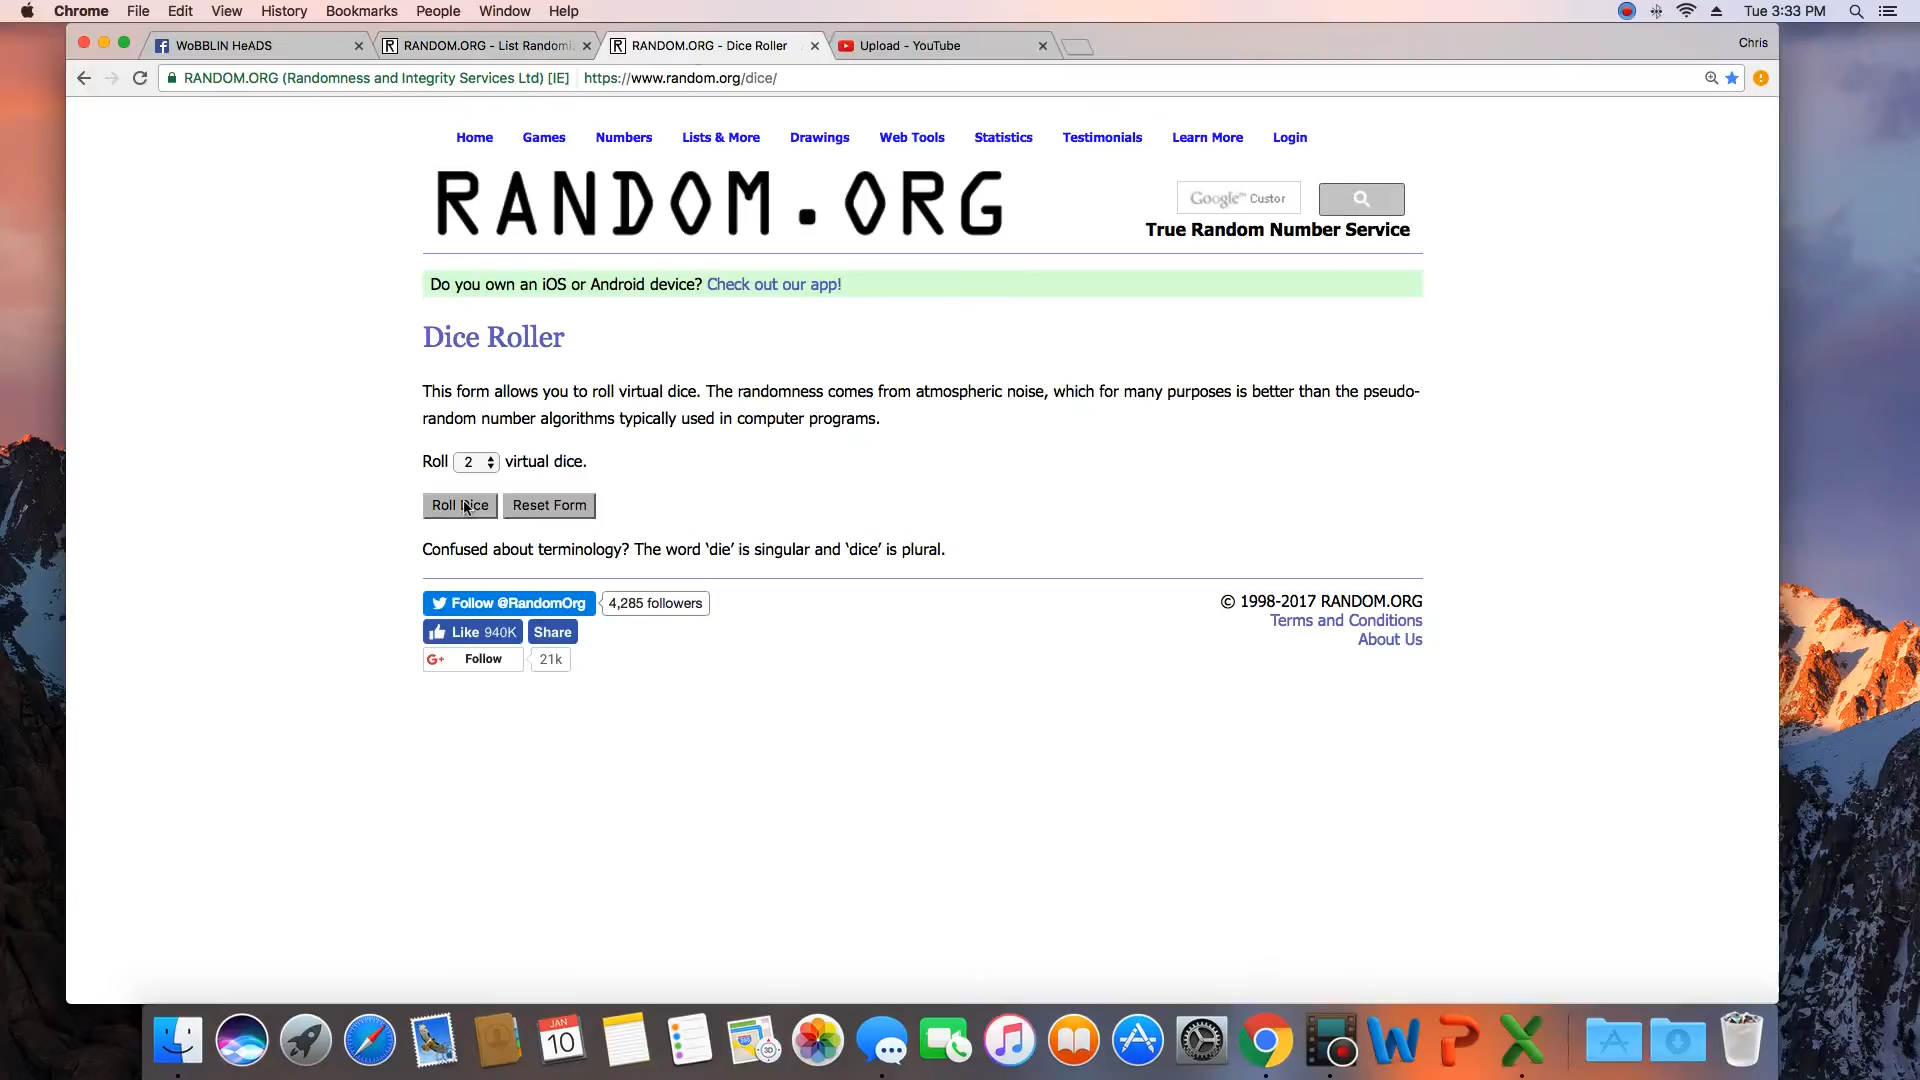 Chrome File Edit View History Bookmarks People Window Help Tue 3:33 PM
WoBBLIN HeADS RANDOM.ORG - List Randomi RANDOM.ORG - Dice Roller Upload - YouTube Chris
RANDOM.ORG (Randomness and Integrity Services Ltd) [IE] https://www.random.org/dice/
Home Games Numbers Lists & More Drawings Web Tools Statistics Testimonials Learn More Login
RANDOM.ORG
Google™ Custor
True Random Number Service
Do you own an iOS or Android device? Check out our app!
Dice Roller
This form allows you to roll virtual dice. The randomness comes from atmospheric noise, which for many purposes is better than the pseudo-
random number algorithms typically used in computer programs.
Roll 2 virtual dice.
Roll Dice Reset Form
Confused about terminology? The word ‘die’ is singular and ‘dice’ is plural.
Follow @RandomOrg 4,285 followers
Like 940K Share
G+ Follow 21k
© 1998-2017 RANDOM.ORG
Terms and Conditions
About Us
JAN
10
3D